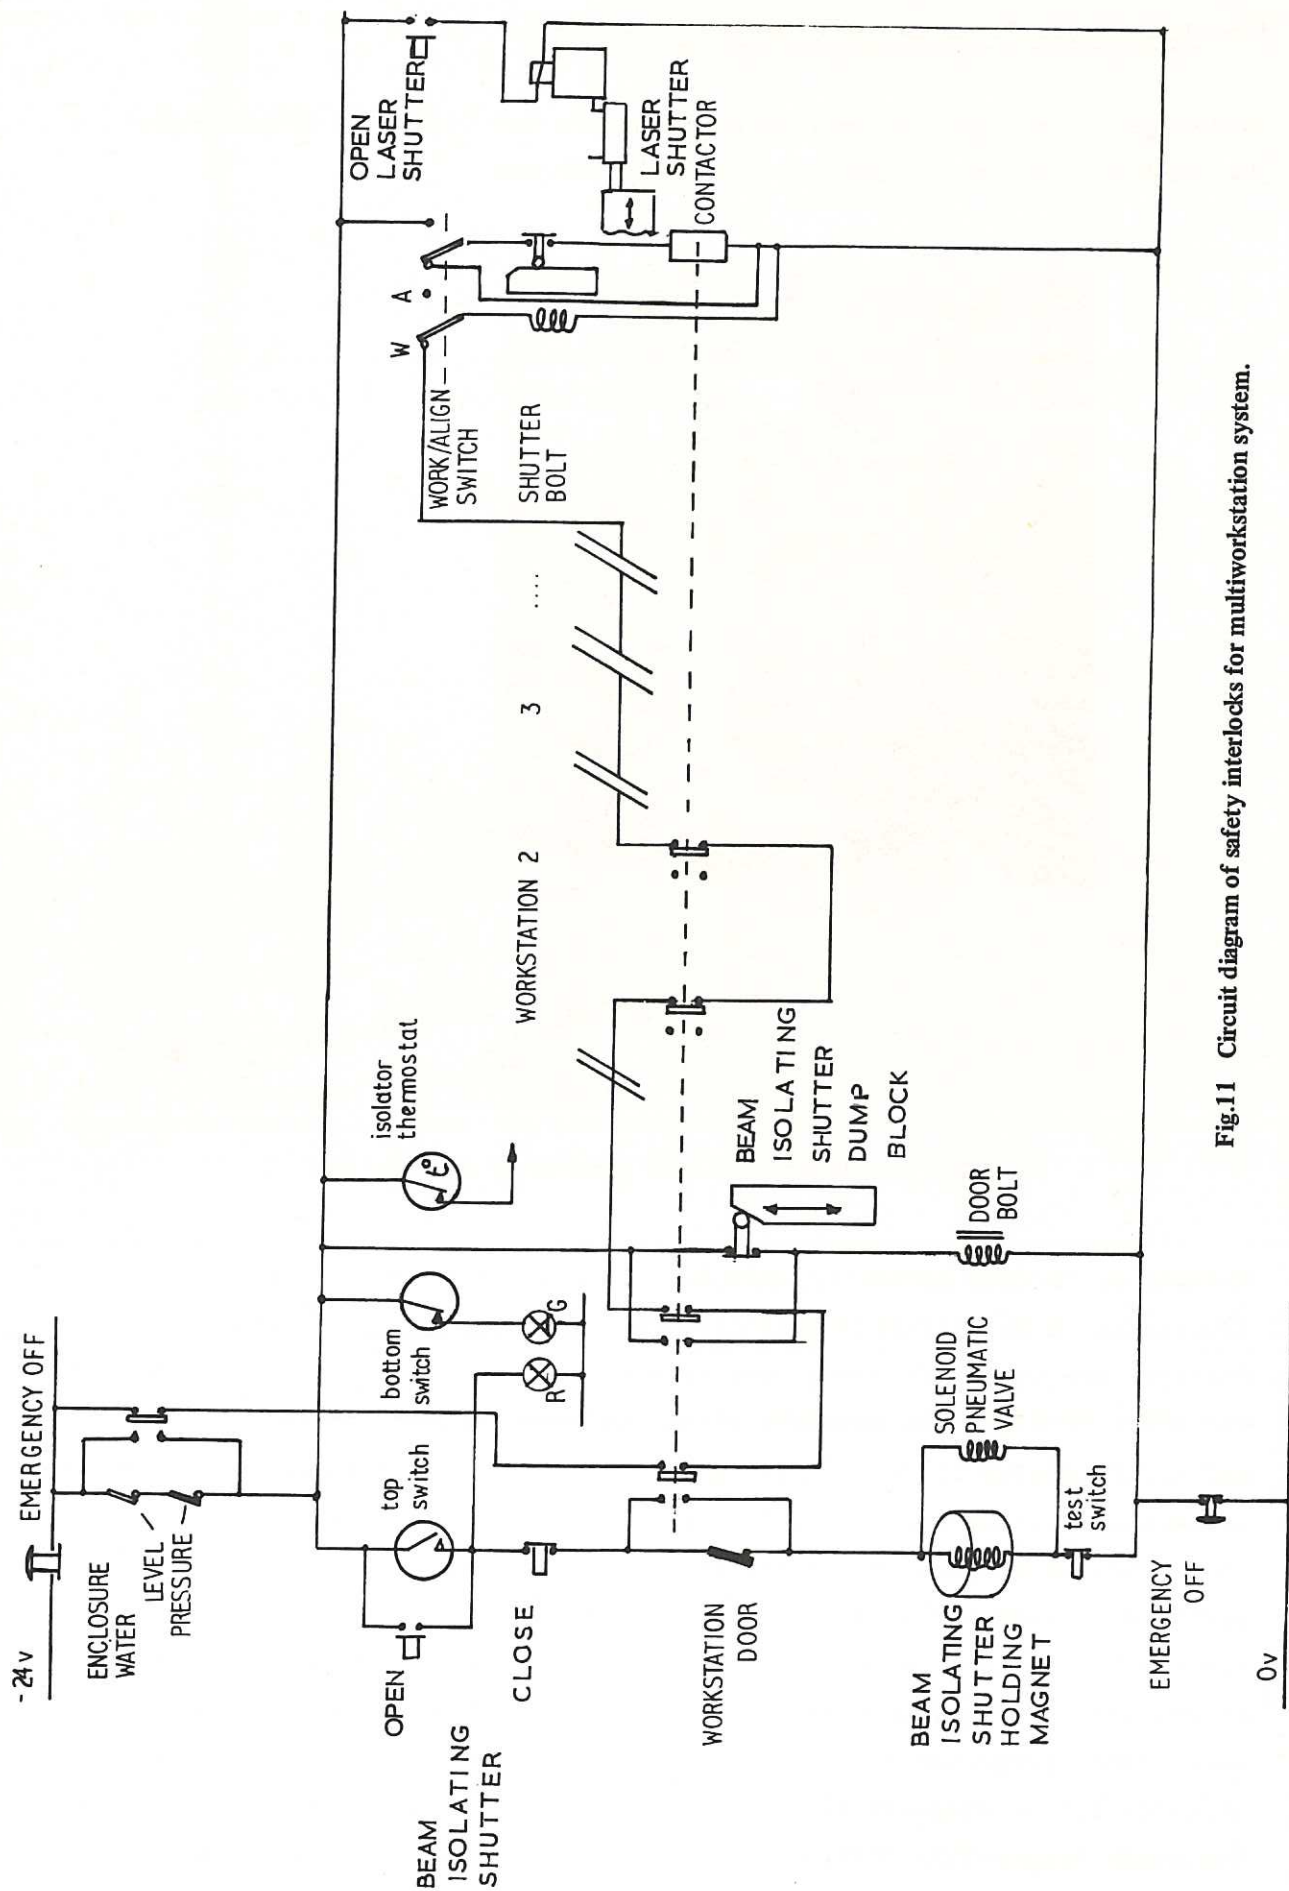 - 24v
EMERGENCY OFF
ENCLOSURE
WATER
LEVEL
PRESSURE
OPEN
BEAM
ISOLATING
SHUTTER
top
switch
CLOSE
R
G
bottom
switch
isolator
thermostat
t°
WORKSTATION
DOOR
WORKSTATION 2
3
....
BEAM
ISOLATING
SHUTTER
DUMP
BLOCK
DOOR
BOLT
SOLENOID
PNEUMATIC
VALVE
BEAM
ISOLATING
SHUTTER
HOLDING
MAGNET
test
switch
EMERGENCY
OFF
0v
WORK/ALIGN
SWITCH
W
A
SHUTTER
BOLT
OPEN
LASER
SHUTTER
LASER
SHUTTER
CONTACTOR
Fig.11 Circuit diagram of safety interlocks for multiworkstation system.